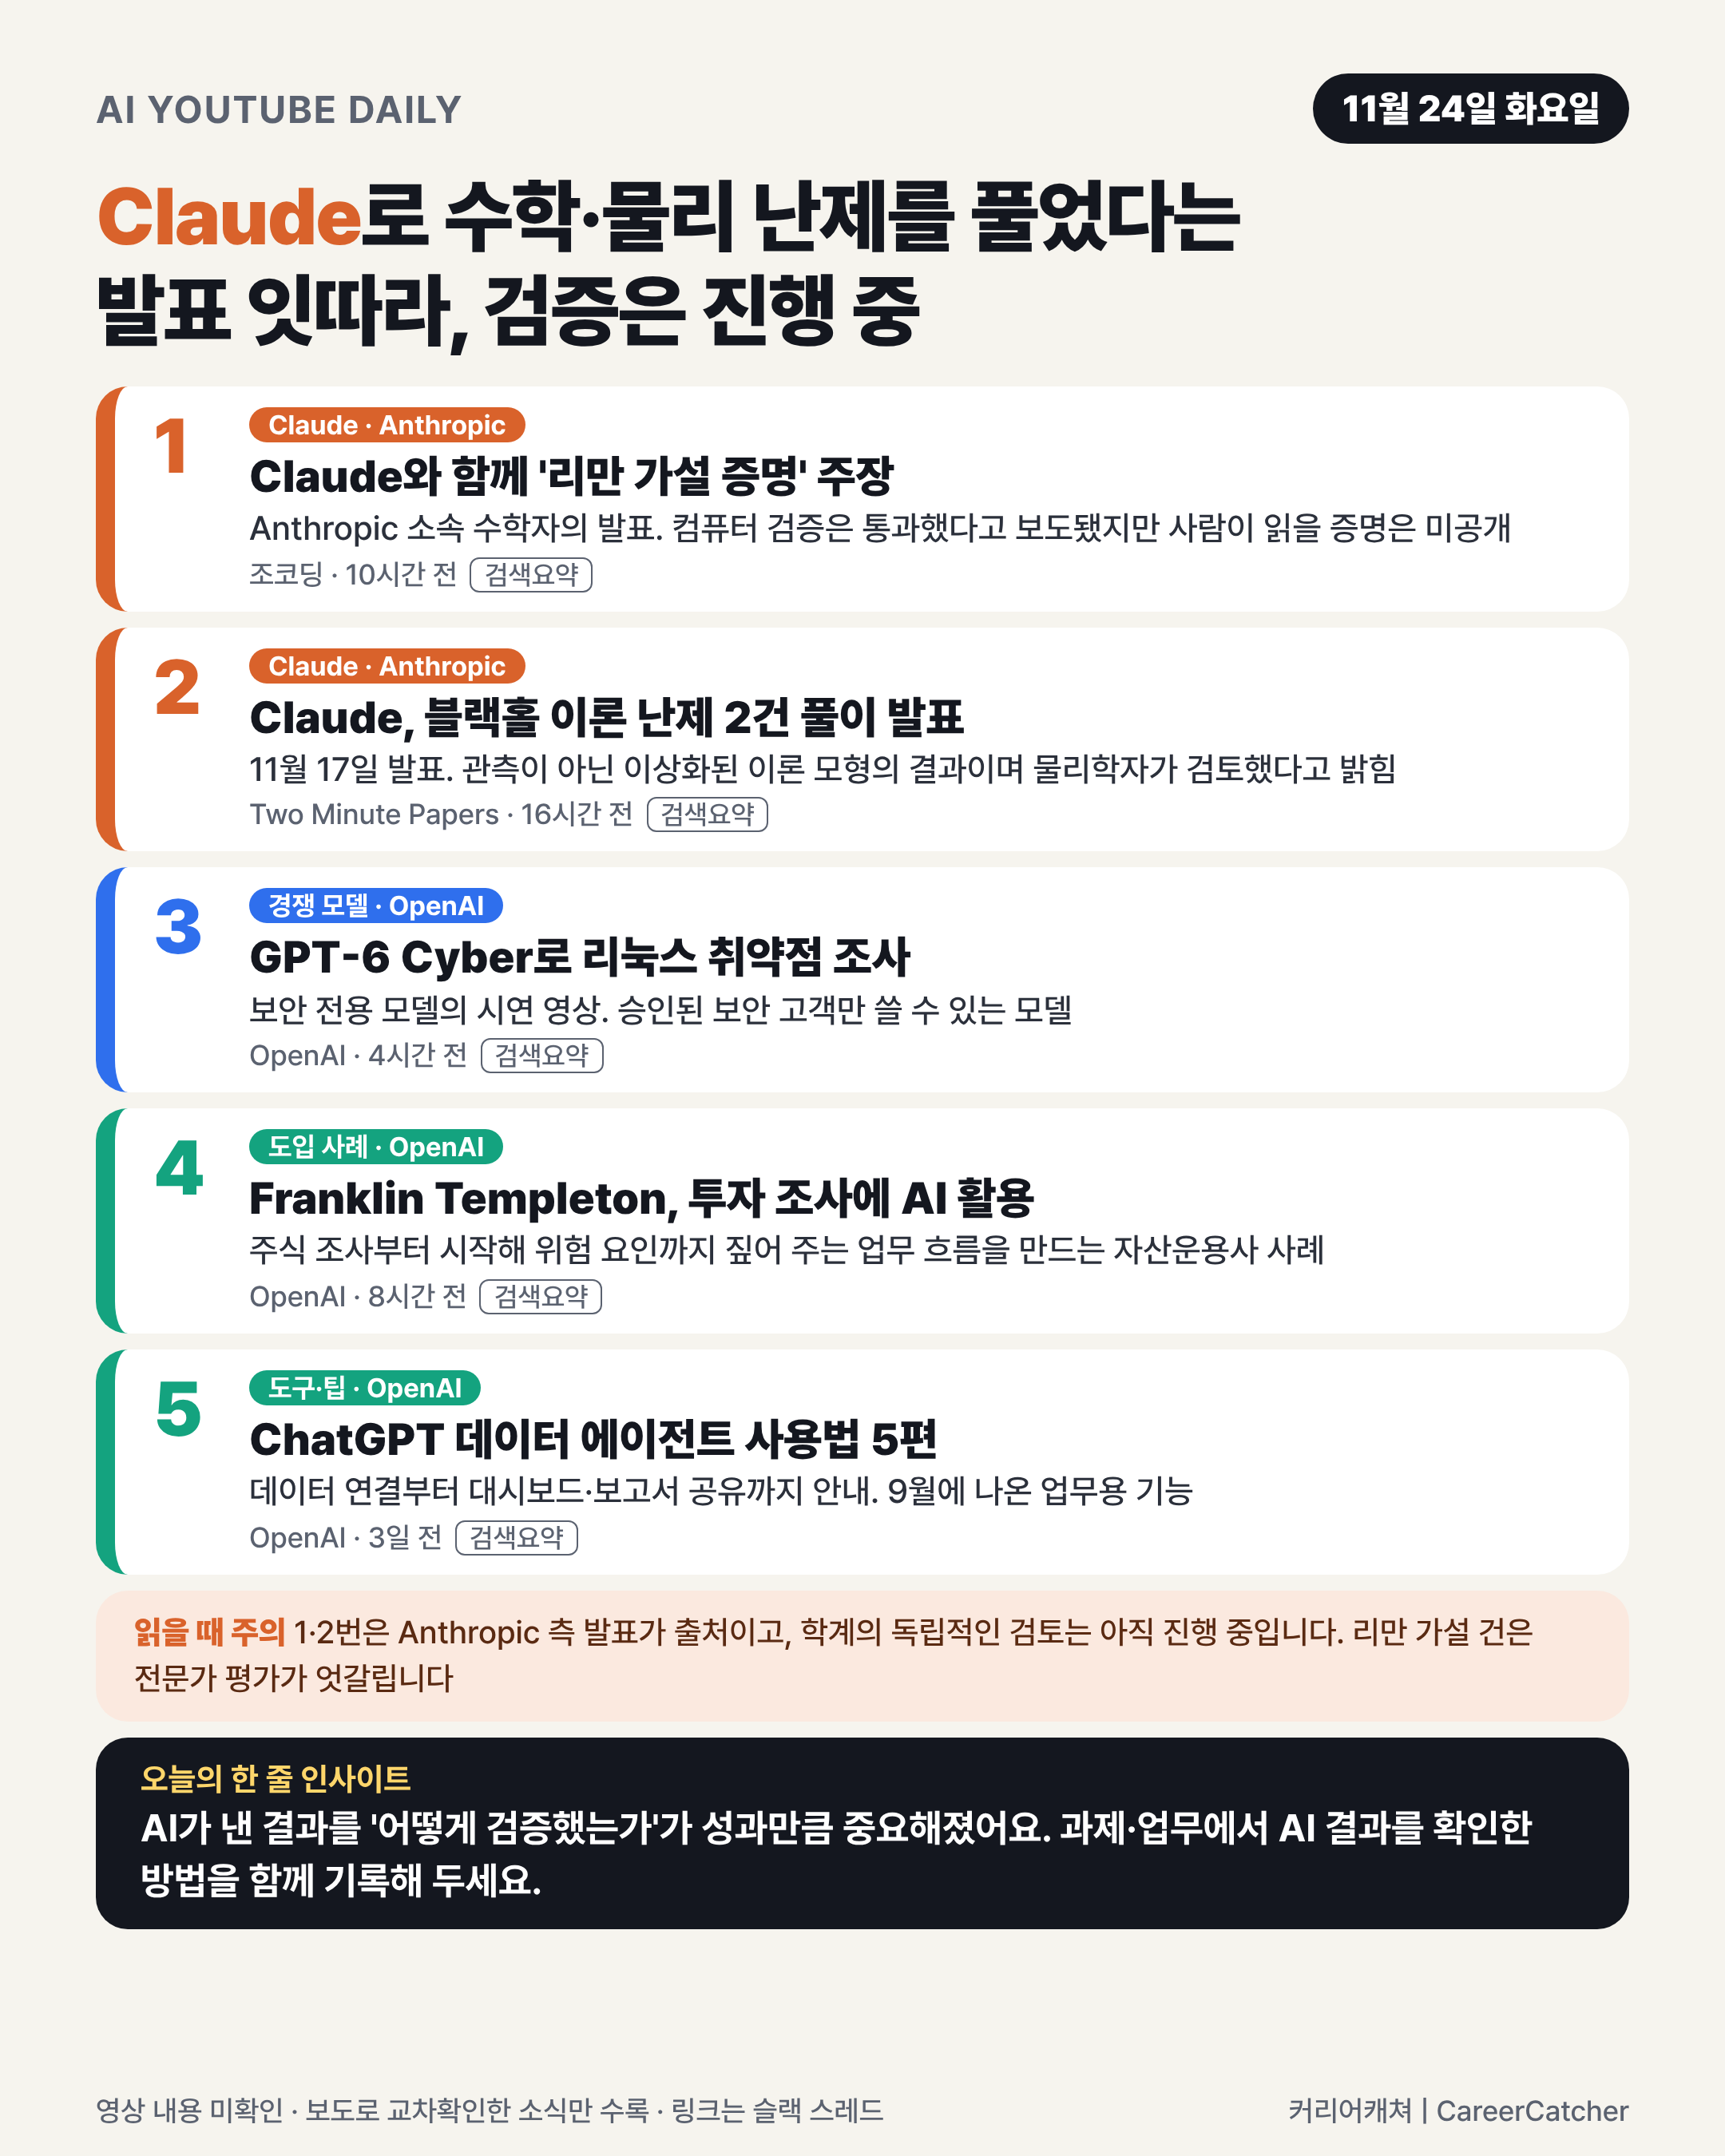 AI YOUTUBE DAILY
11월 24일 화요일
Claude로 수학·물리 난제를 풀었다는
발표 잇따라, 검증은 진행 중
1
Claude · Anthropic
Claude와 함께 '리만 가설 증명' 주장
Anthropic 소속 수학자의 발표. 컴퓨터 검증은 통과했다고 보도됐지만 사람이 읽을 증명은 미공개
조코딩 · 10시간 전 검색요약
2
Claude · Anthropic
Claude, 블랙홀 이론 난제 2건 풀이 발표
11월 17일 발표. 관측이 아닌 이상화된 이론 모형의 결과이며 물리학자가 검토했다고 밝힘
Two Minute Papers · 16시간 전 검색요약
3
경쟁 모델 · OpenAI
GPT-6 Cyber로 리눅스 취약점 조사
보안 전용 모델의 시연 영상. 승인된 보안 고객만 쓸 수 있는 모델
OpenAI · 4시간 전 검색요약
4
도입 사례 · OpenAI
Franklin Templeton, 투자 조사에 AI 활용
주식 조사부터 시작해 위험 요인까지 짚어 주는 업무 흐름을 만드는 자산운용사 사례
OpenAI · 8시간 전 검색요약
5
도구·팁 · OpenAI
ChatGPT 데이터 에이전트 사용법 5편
데이터 연결부터 대시보드·보고서 공유까지 안내. 9월에 나온 업무용 기능
OpenAI · 3일 전 검색요약
읽을 때 주의 1·2번은 Anthropic 측 발표가 출처이고, 학계의 독립적인 검토는 아직 진행 중입니다. 리만 가설 건은
전문가 평가가 엇갈립니다
오늘의 한 줄 인사이트
AI가 낸 결과를 '어떻게 검증했는가'가 성과만큼 중요해졌어요. 과제·업무에서 AI 결과를 확인한
방법을 함께 기록해 두세요.
영상 내용 미확인 · 보도로 교차확인한 소식만 수록 · 링크는 슬랙 스레드
커리어캐쳐 | CareerCatcher